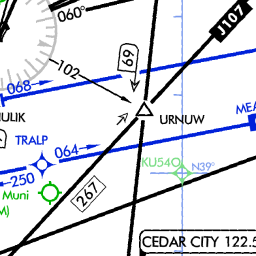 060°
J107
69
102
068
ULIK
URNUW
MEA
TRALP
064
KU54O
N39°
250
Muni
M)
267
CEDAR CITY 122.5